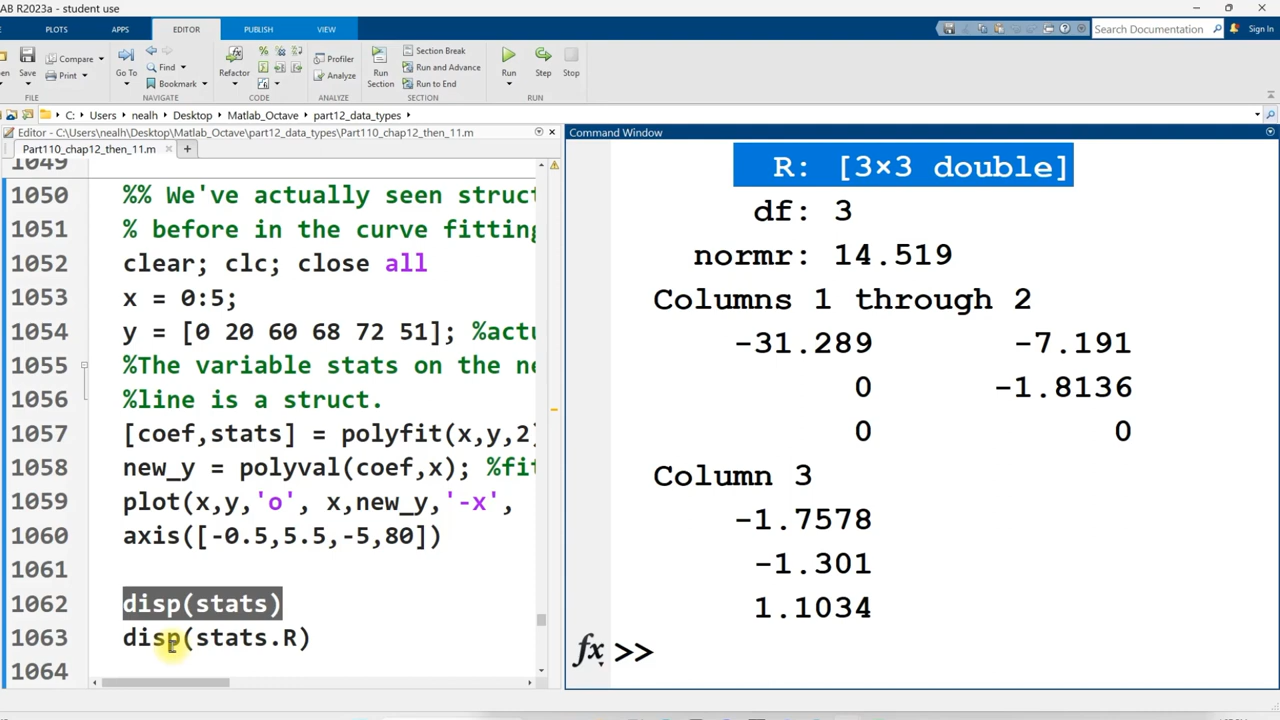 AB R2023a - student use
PLOTS APPS EDITOR PUBLISH VIEW
Search Documentation
Sign In
Save
Compare
Print
FILE
Go To
Find
Bookmark
NAVIGATE
Refactor
CODE
Profiler
Analyze
ANALYZE
Run
Section
Section Break
Run and Advance
Run to End
SECTION
Run
Step
Stop
RUN
C: Users nealh Desktop Matlab_Octave part12_data_types
Editor - C:\Users\nealh\Desktop\Matlab_Octave\part12_data_types\Part110_chap12_then_11.m
Part110_chap12_then_11.m +
1049
1050 %% We've actually seen struct
1051 % before in the curve fitting
1052 clear; clc; close all
1053 x = 0:5;
1054 y = [0 20 60 68 72 51]; %actu
1055 %The variable stats on the ne
1056 %line is a struct.
1057 [coef,stats] = polyfit(x,y,2)
1058 new_y = polyval(coef,x); %fit
1059 plot(x,y,'o', x,new_y,'-x',
1060 axis([-0.5,5.5,-5,80])
1061
1062 disp(stats)
1063 disp(stats.R)
1064
Command Window
R: [3×3 double]
df: 3
normr: 14.519
Columns 1 through 2
-31.289 -7.191
0 -1.8136
0 0
Column 3
-1.7578
-1.301
1.1034
fx >>